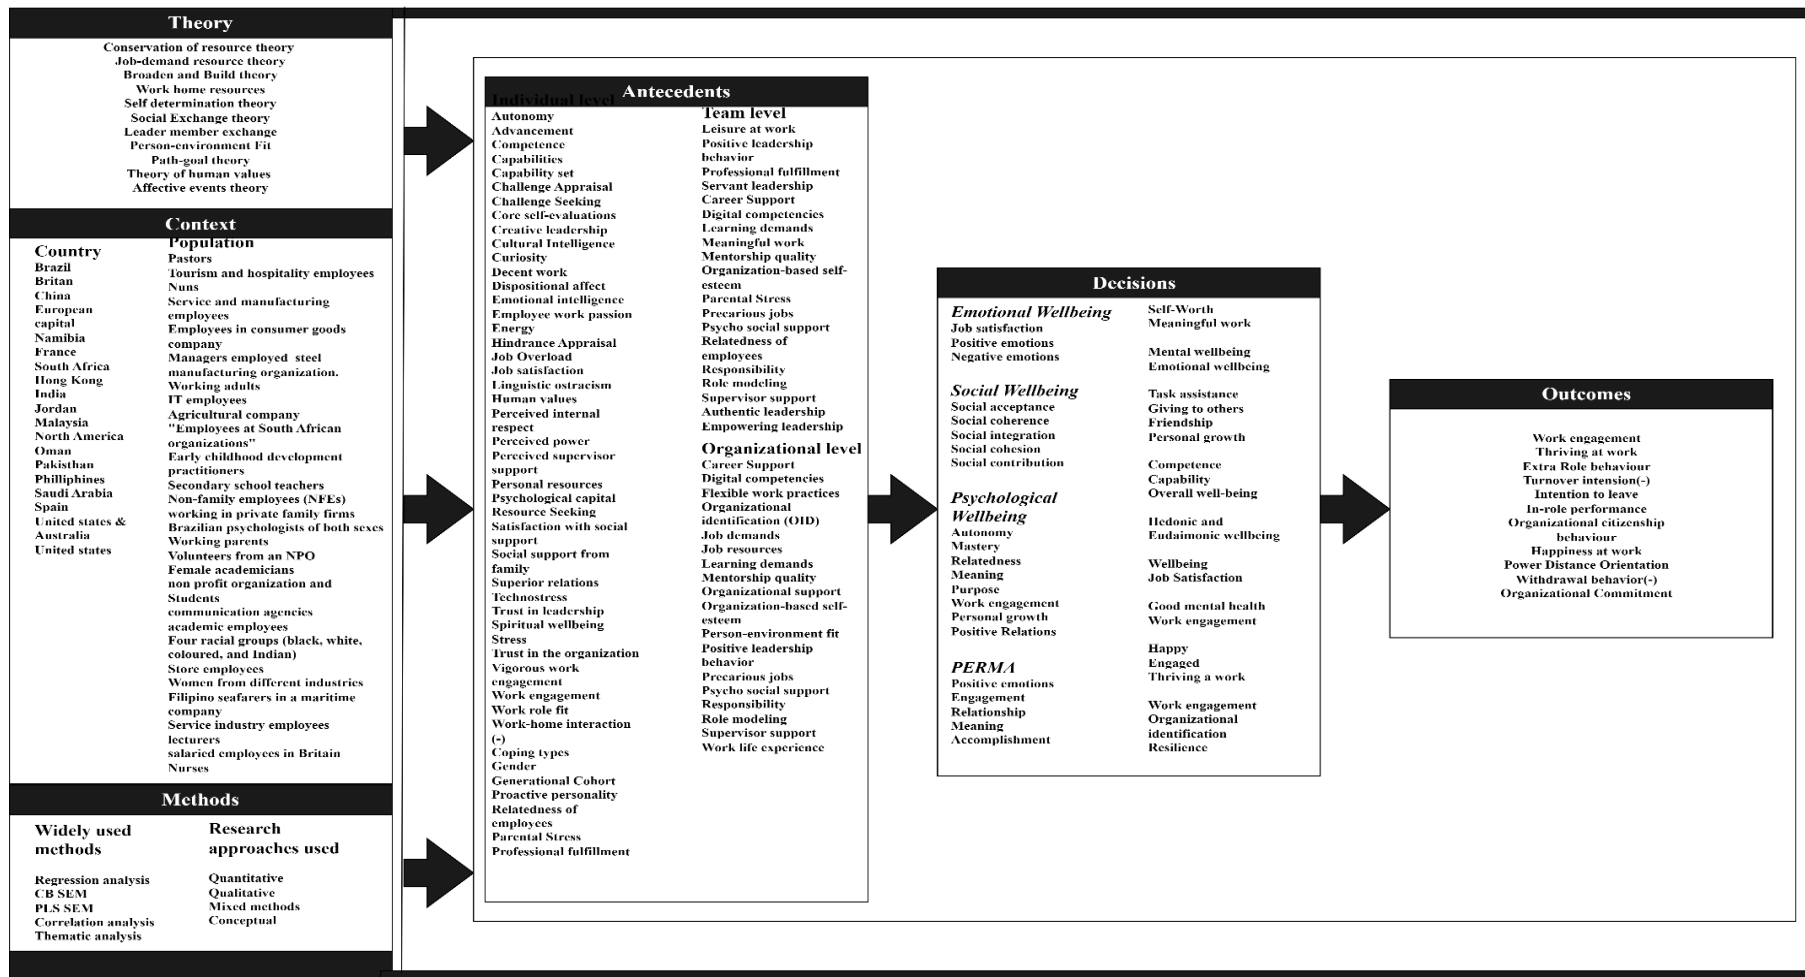 Theory
Conservation of resource theory
Job-demand resource theory
Broaden and Build theory
Work home resources
Self determination theory
Social Exchange theory
Leader member exchange
Person-environment Fit
Path-goal theory
Theory of human values
Affective events theory
Context
Country
Brazil
Britan
China
European
capital
Namibia
France
South Africa
Hong Kong
India
Jordan
Malaysia
North America
Oman
Pakisthan
Philliphines
Saudi Arabia
Spain
United states &
Australia
United states
Population
Pastors
Tourism and hospitality employees
Nuns
Service and manufacturing
employees
Employees in consumer goods
company
Managers employed steel
manufacturing organization.
Working adults
IT employees
Agricultural company
"Employees at South African
organizations"
Early childhood development
practitioners
Secondary school teachers
Non-family employees (NFEs)
working in private family firms
Brazilian psychologists of both sexes
Working parents
Volunteers from an NPO
Female academicians
non profit organization and
Students
communication agencies
academic employees
Four racial groups (black, white,
coloured, and Indian)
Store employees
Women from different industries
Filipino seafarers in a maritime
company
Service industry employees
lecturers
salaried employees in Britain
Nurses
Methods
Widely used
methods
Regression analysis
CB SEM
PLS SEM
Correlation analysis
Thematic analysis
Research
approaches used
Quantitative
Qualitative
Mixed methods
Conceptual
Antecedents
Individual level
Autonomy
Advancement
Competence
Capabilities
Capability set
Challenge Appraisal
Challenge Seeking
Core self-evaluations
Creative leadership
Cultural Intelligence
Curiosity
Decent work
Dispositional affect
Emotional intelligence
Employee work passion
Energy
Hindrance Appraisal
Job Overload
Job satisfaction
Linguistic ostracism
Human values
Perceived internal
respect
Perceived power
Perceived supervisor
support
Personal resources
Psychological capital
Resource Seeking
Satisfaction with social
support
Social support from
family
Superior relations
Technostress
Trust in leadership
Spiritual wellbeing
Stress
Trust in the organization
Vigorous work
engagement
Work engagement
Work role fit
Work-home interaction
(-)
Coping types
Gender
Generational Cohort
Proactive personality
Relatedness of
employees
Parental Stress
Professional fulfillment
Team level
Leisure at work
Positive leadership
behavior
Professional fulfillment
Servant leadership
Career Support
Digital competencies
Learning demands
Meaningful work
Mentorship quality
Organization-based self-
esteem
Parental Stress
Precarious jobs
Psycho social support
Relatedness of
employees
Responsibility
Role modeling
Supervisor support
Authentic leadership
Empowering leadership
Organizational level
Career Support
Digital competencies
Flexible work practices
Organizational
identification (OID)
Job demands
Job resources
Learning demands
Mentorship quality
Organizational support
Organization-based self-
esteem
Person-environment fit
Positive leadership
behavior
Precarious jobs
Psycho social support
Responsibility
Role modeling
Supervisor support
Work life experience
Decisions
Emotional Wellbeing
Job satisfaction
Positive emotions
Negative emotions
Social Wellbeing
Social acceptance
Social coherence
Social integration
Social cohesion
Social contribution
Psychological
Wellbeing
Autonomy
Mastery
Relatedness
Meaning
Purpose
Work engagement
Personal growth
Positive Relations
PERMA
Positive emotions
Engagement
Relationship
Meaning
Accomplishment
Self-Worth
Meaningful work
Mental wellbeing
Emotional wellbeing
Task assistance
Giving to others
Friendship
Personal growth
Competence
Capability
Overall well-being
Hedonic and
Eudaimonic wellbeing
Wellbeing
Job Satisfaction
Good mental health
Work engagement
Happy
Engaged
Thriving a work
Work engagement
Organizational
identification
Resilience
Outcomes
Work engagement
Thriving at work
Extra Role behaviour
Turnover intension(-)
Intention to leave
In-role performance
Organizational citizenship
behaviour
Happiness at work
Power Distance Orientation
Withdrawal behavior(-)
Organizational Commitment